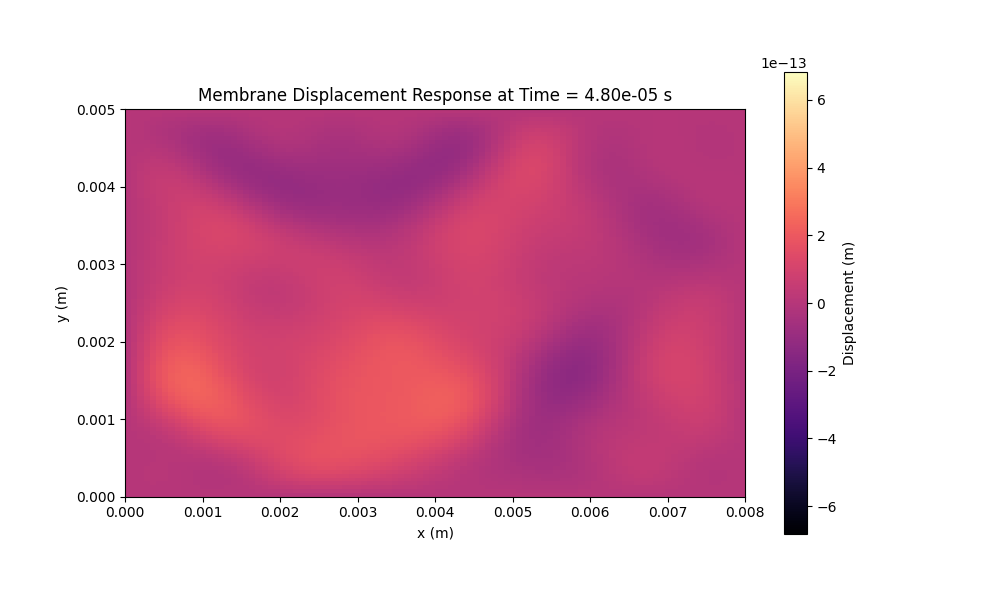 1e−13
Membrane Displacement Response at Time = 4.80e-05 s
0.005
0.004
0.003
0.002
0.001
0.000
y (m)
0.000 0.001 0.002 0.003 0.004 0.005 0.006 0.007 0.008
x (m)
6
4
2
0
−2
−4
−6
Displacement (m)